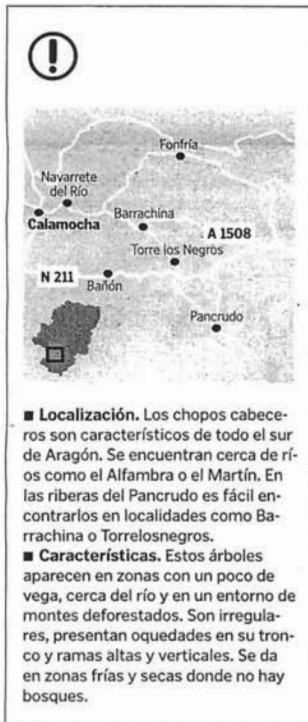 Fonfría
Navarrete
del Río
Calamocha
Barrachina
A 1508
Torre los Negros
N 211
Bañón
Pancrudo
■ Localización. Los chopos cabece-
ros son característicos de todo el sur
de Aragón. Se encuentran cerca de rí-
os como el Alfambra o el Martín. En
las riberas del Pancrudo es fácil en-
contrarlos en localidades como Ba-
rrachina o Torrelosnegros.
■ Características. Estos árboles
aparecen en zonas con un poco de
vega, cerca del río y en un entorno de
montes deforestados. Son irregula-
res, presentan oquedades en su tron-
co y ramas altas y verticales. Se da
en zonas frías y secas donde no hay
bosques.